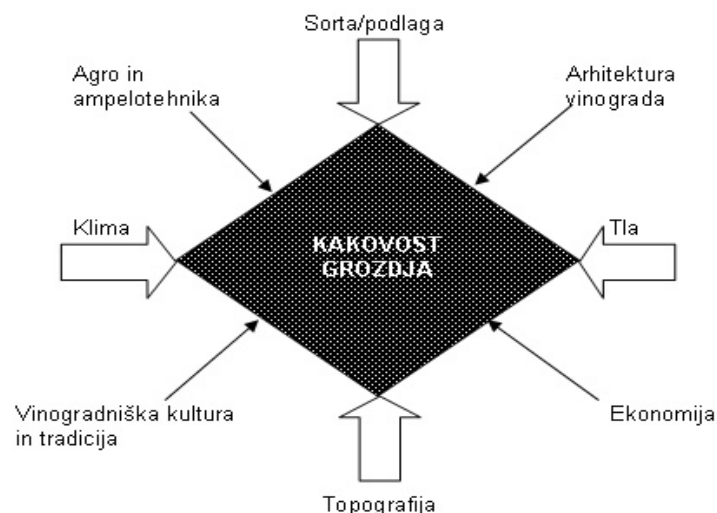 Sorta/podlaga
Agro in
ampelotehnika
Arhitektura
vinograda
Klima
KAKOVOST
GROZDJA
Tla
Vinogradniška kultura
in tradicija
Ekonomija
Topografija